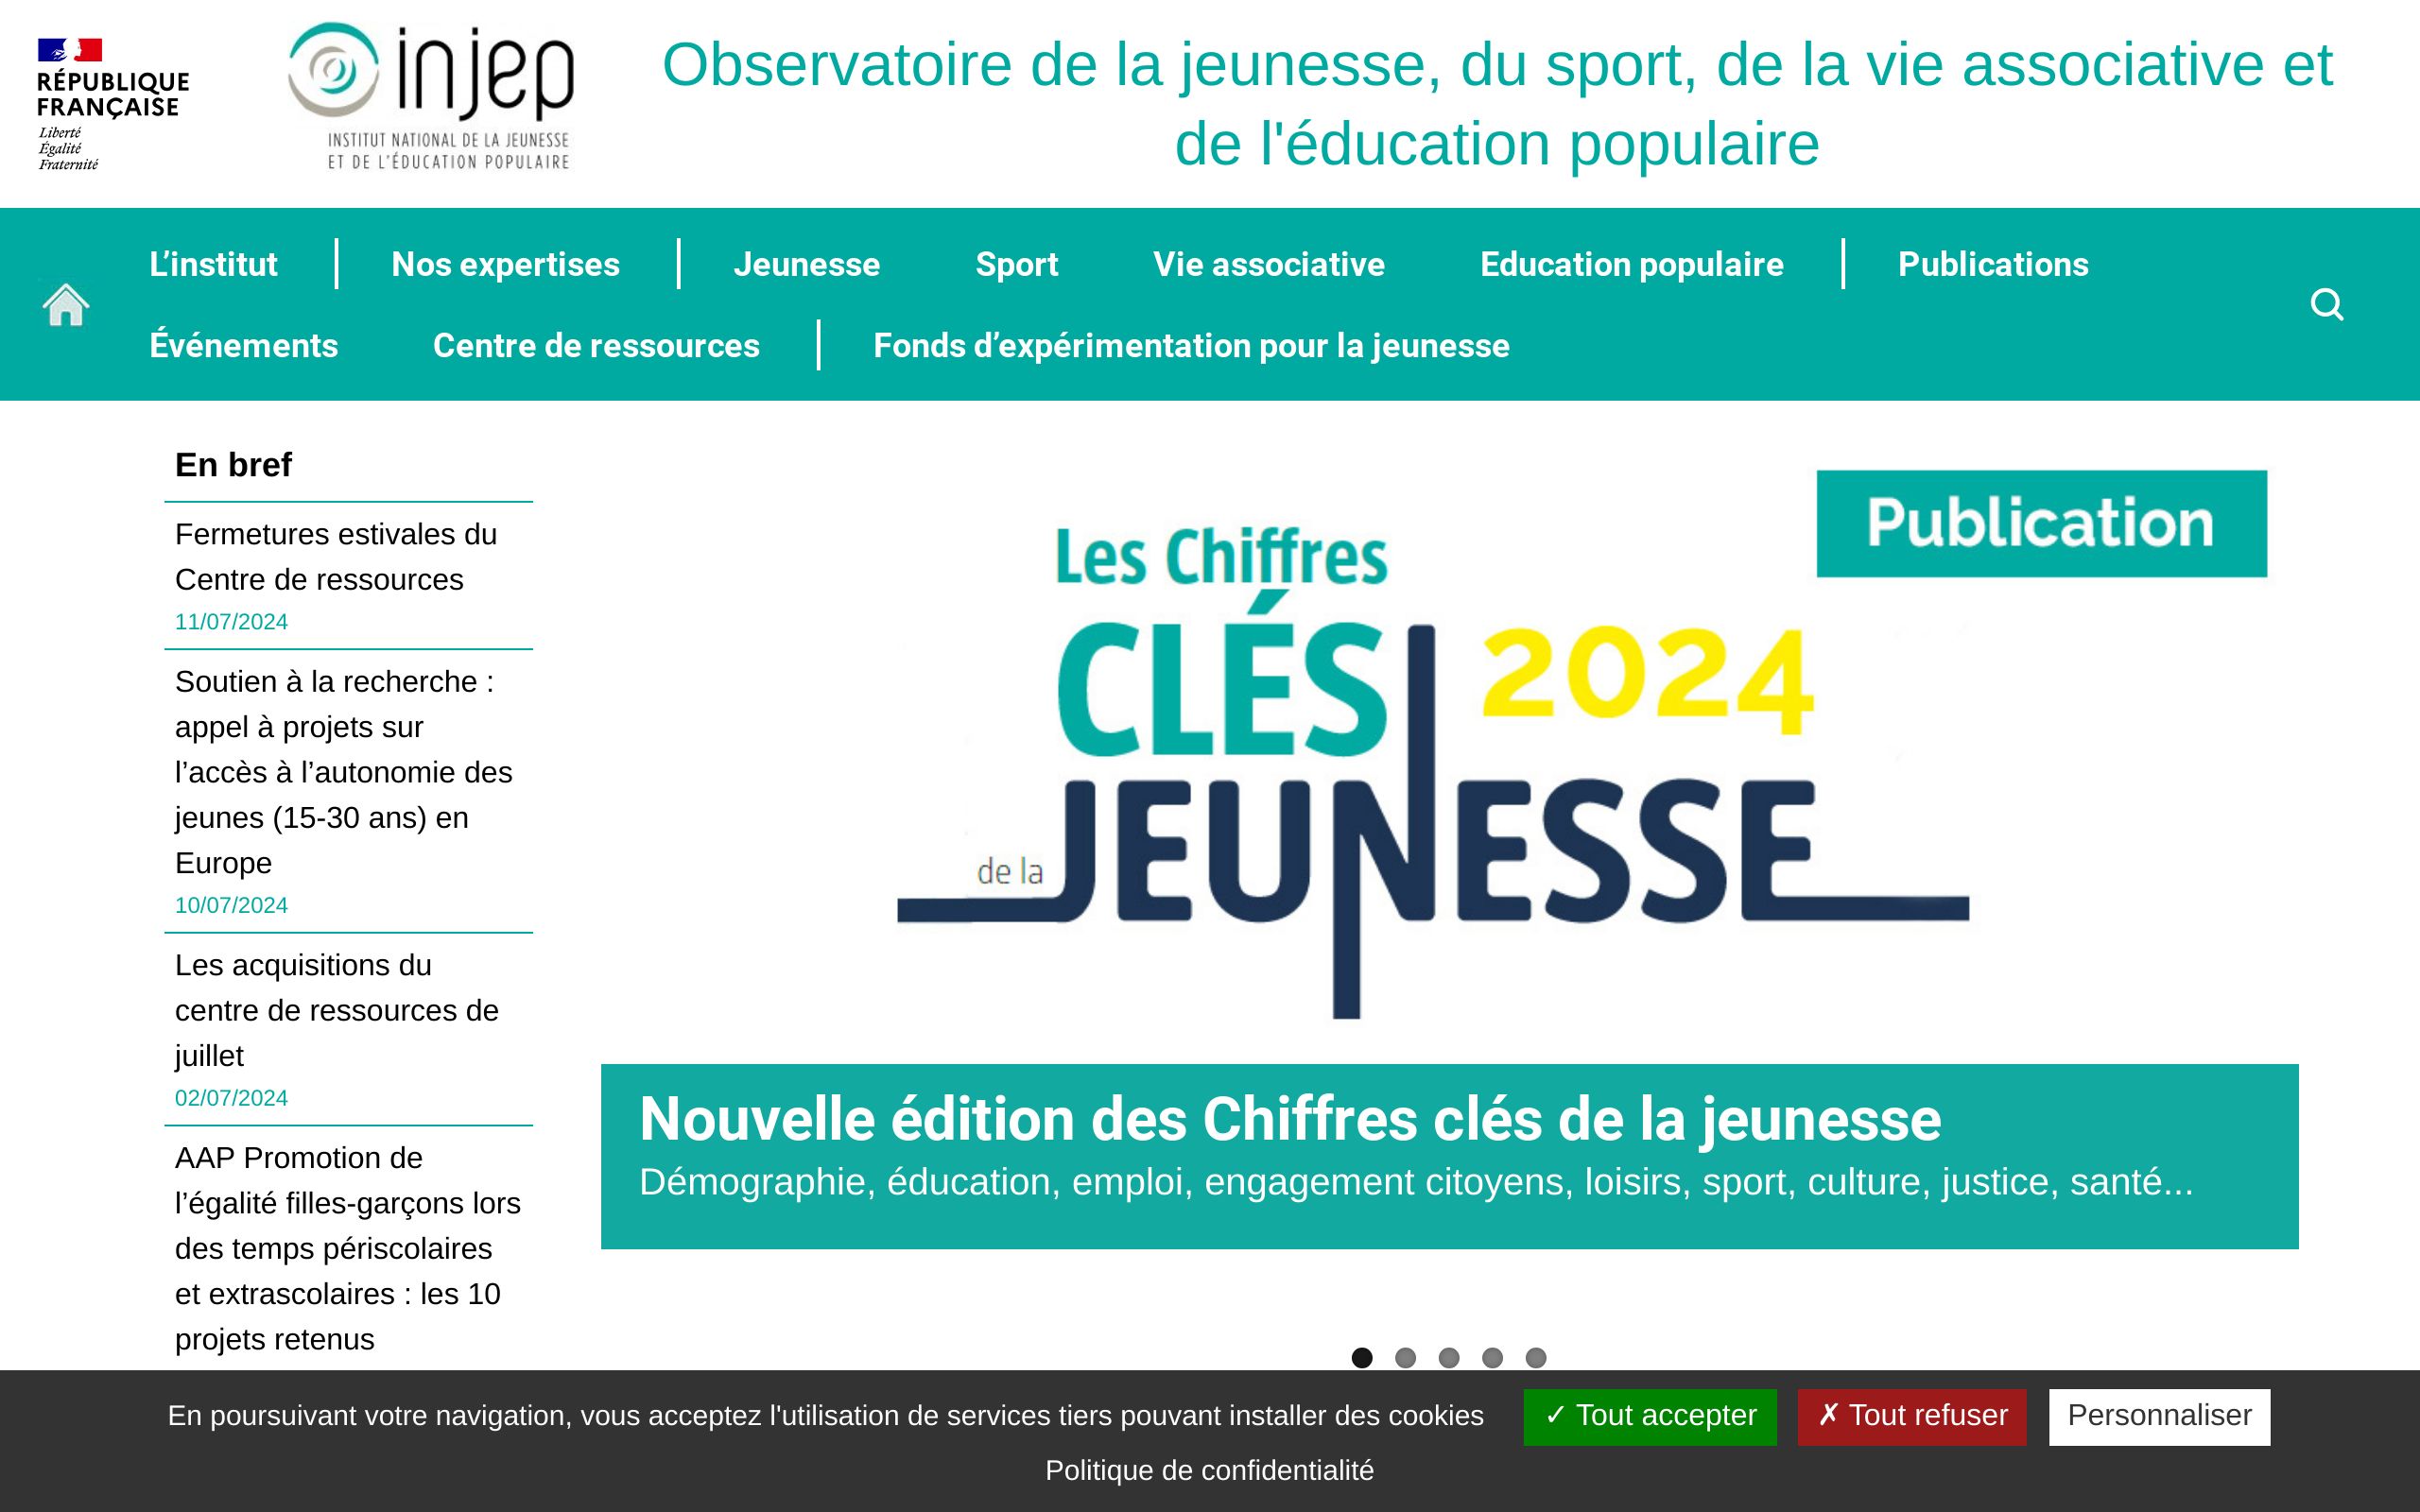 RÉPUBLIQUE
FRANÇAISE
Liberté
Égalité
Fraternité
injep
INSTITUT NATIONAL DE LA JEUNESSE
ET DE L'ÉDUCATION POPULAIRE
Observatoire de la jeunesse, du sport, de la vie associative et
de l'éducation populaire
L’institut
Nos expertises
Jeunesse
Sport
Vie associative
Education populaire
Publications
Événements
Centre de ressources
Fonds d’expérimentation pour la jeunesse
En bref
Fermetures estivales du
Centre de ressources
11/07/2024
Soutien à la recherche :
appel à projets sur
l’accès à l’autonomie des
jeunes (15-30 ans) en
Europe
10/07/2024
Les acquisitions du
centre de ressources de
juillet
02/07/2024
AAP Promotion de
l’égalité filles-garçons lors
des temps périscolaires
et extrascolaires : les 10
projets retenus
Publication
Les Chiffres
CLÉS 2024
de la JEUNESSE
Nouvelle édition des Chiffres clés de la jeunesse
Démographie, éducation, emploi, engagement citoyens, loisirs, sport, culture, justice, santé...
En poursuivant votre navigation, vous acceptez l'utilisation de services tiers pouvant installer des cookies
✓ Tout accepter
✗ Tout refuser
Personnaliser
Politique de confidentialité